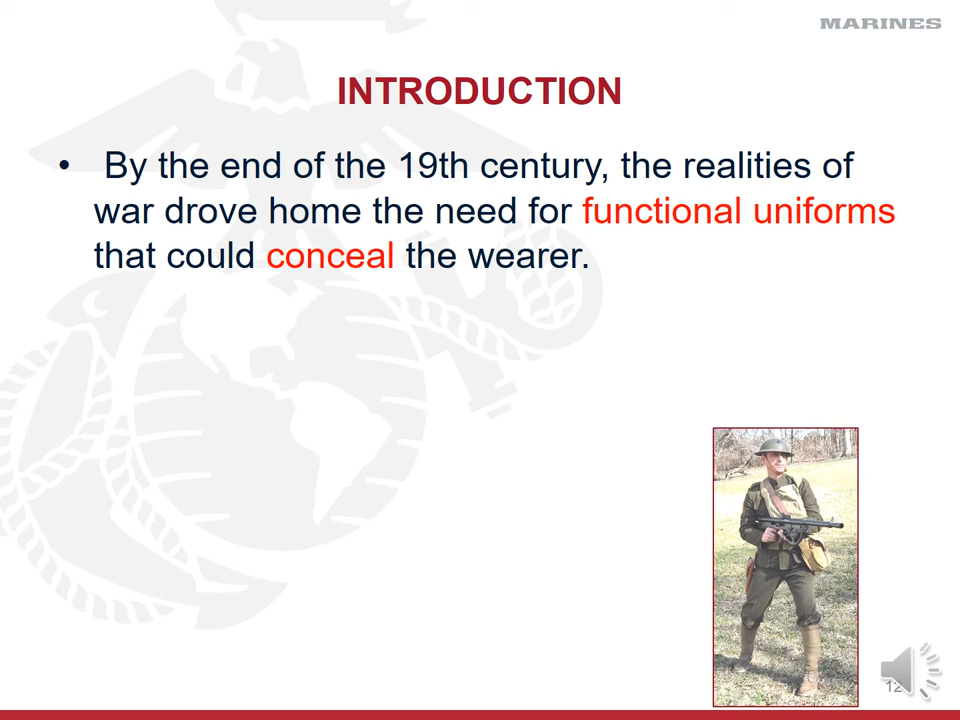 MARINES
INTRODUCTION
• By the end of the 19th century, the realities of
war drove home the need for functional uniforms
that could conceal the wearer.
12